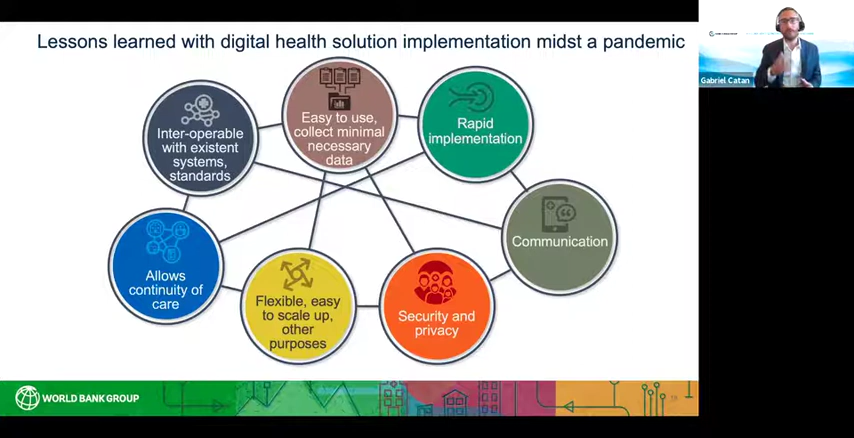 Lessons learned with digital health solution implementation midst a pandemic
Gabriel Catan
Inter-operable
with existent
systems,
standards
Easy to use,
collect minimal
necessary
data
Rapid
implementation
Communication
Allows
continuity of
care
Flexible, easy
to scale up,
other
purposes
Security and
privacy
WORLD BANK GROUP